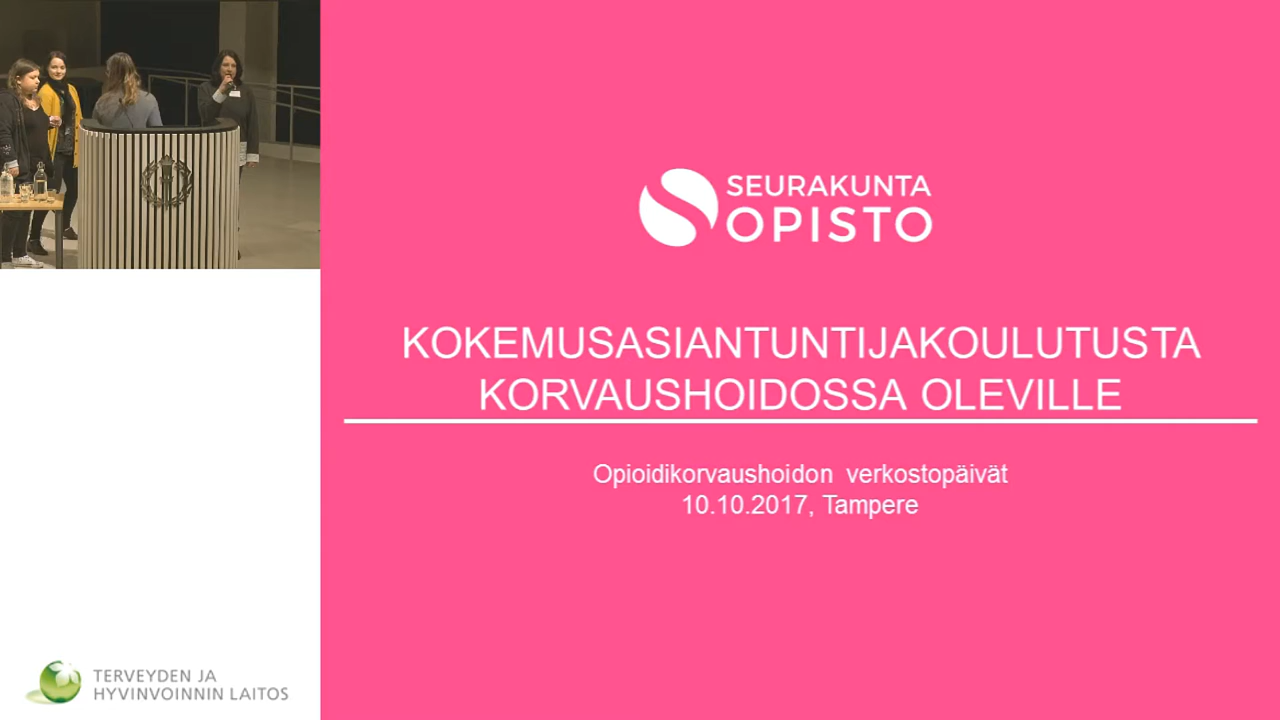 SEURAKUNTA
OPISTO
KOKEMUSASIANTUNTIJAKOULUTUSTA
KORVAUSHOIDOSSA OLEVILLE
Opioidikorvaushoidon verkostopäivät
10.10.2017, Tampere
TERVEYDEN JA
HYVINVOINNIN LAITOS